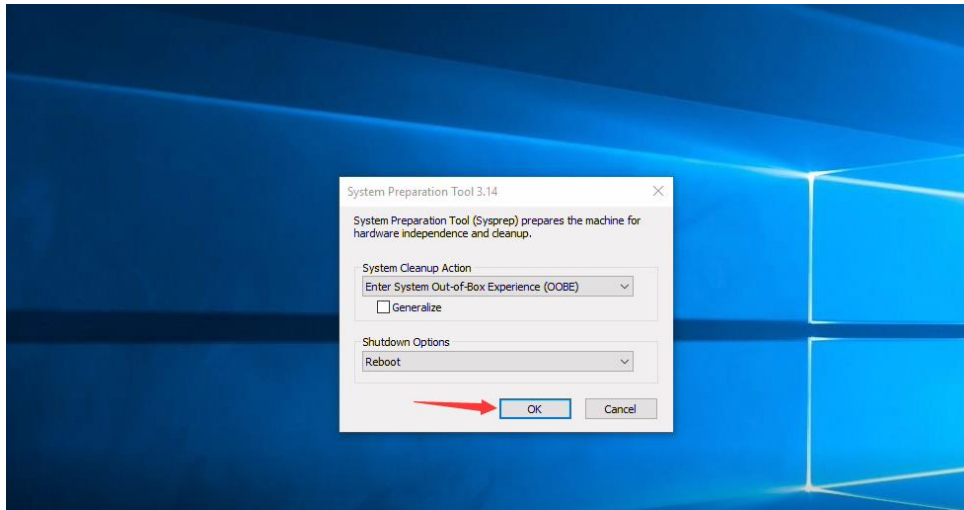 System Preparation Tool 3.14
System Preparation Tool (Sysprep) prepares the machine for
hardware independence and cleanup.
System Cleanup Action
Enter System Out-of-Box Experience (OOBE)
Generalize
Shutdown Options
Reboot
OK
Cancel